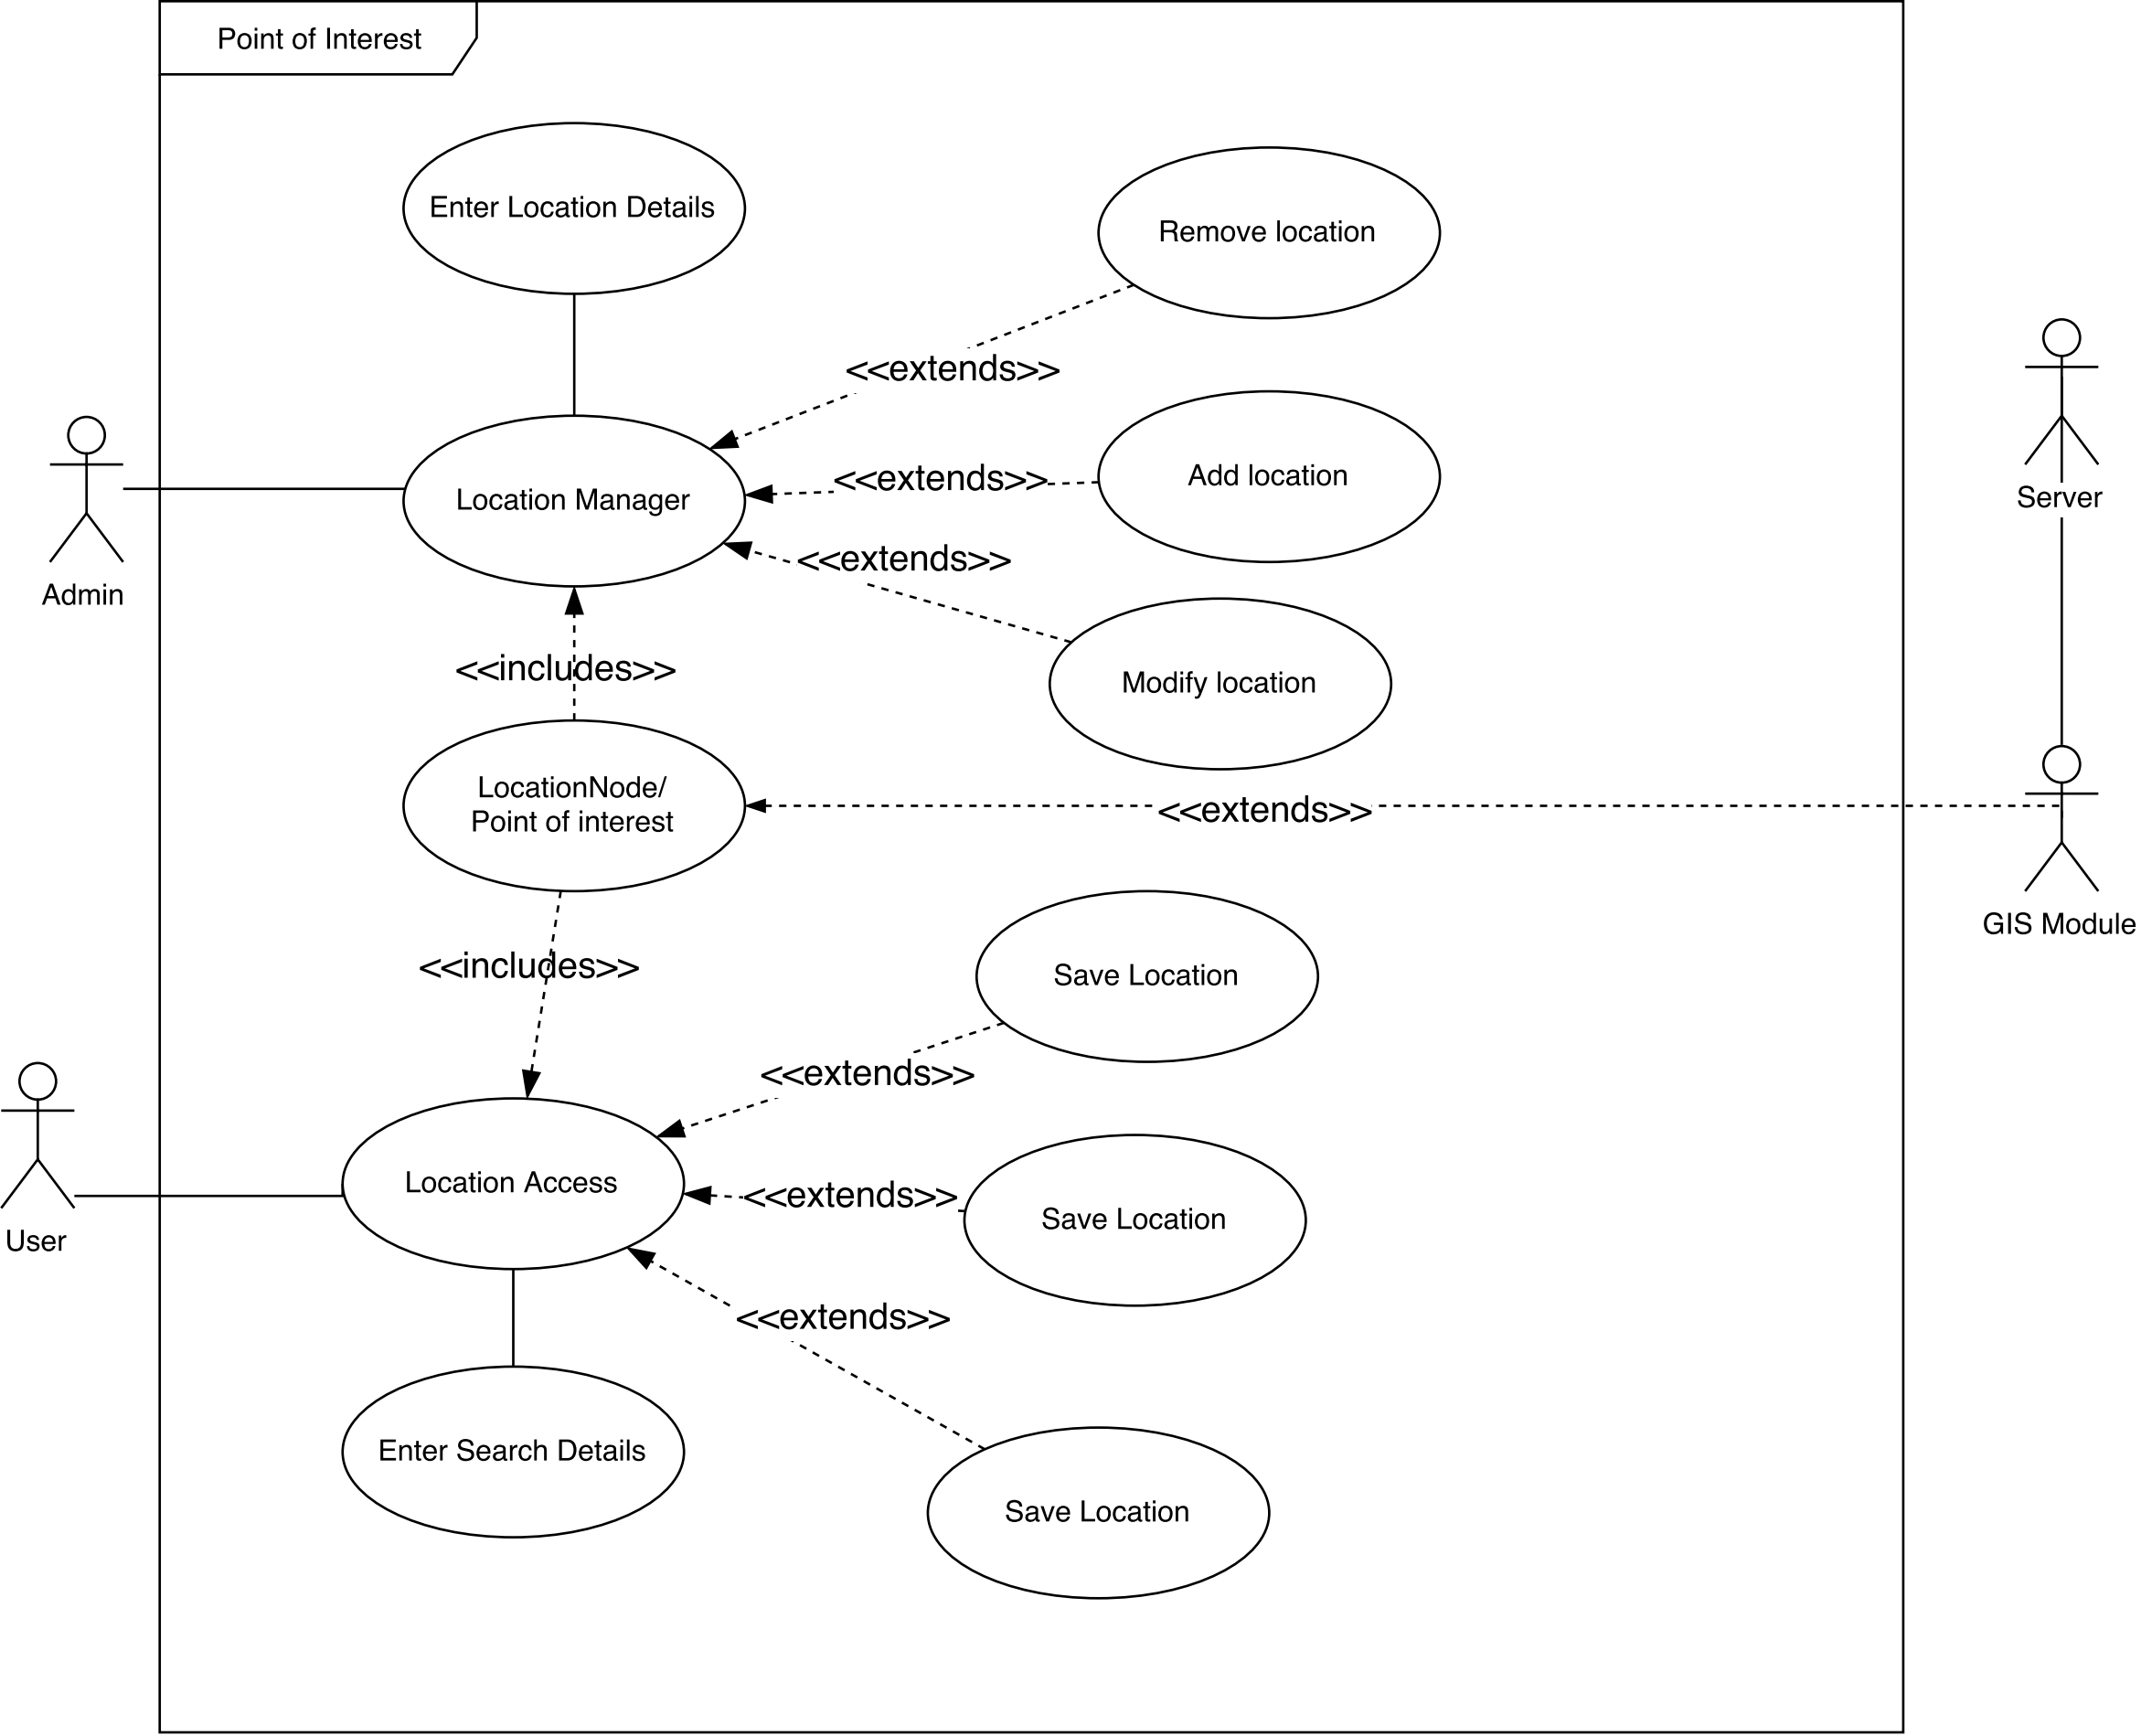 Point of Interest
Enter Location Details
Remove location
<<extends>>
Add location
<<extends>>
Location Manager
Server
<<extends>>
Admin
<<includes>>
Modify location
LocationNode/
Point of interest
<<extends>>
GIS Module
<<includes>>
Save Location
<<extends>>
Location Access
<<extends>>
Save Location
User
<<extends>>
Enter Search Details
Save Location